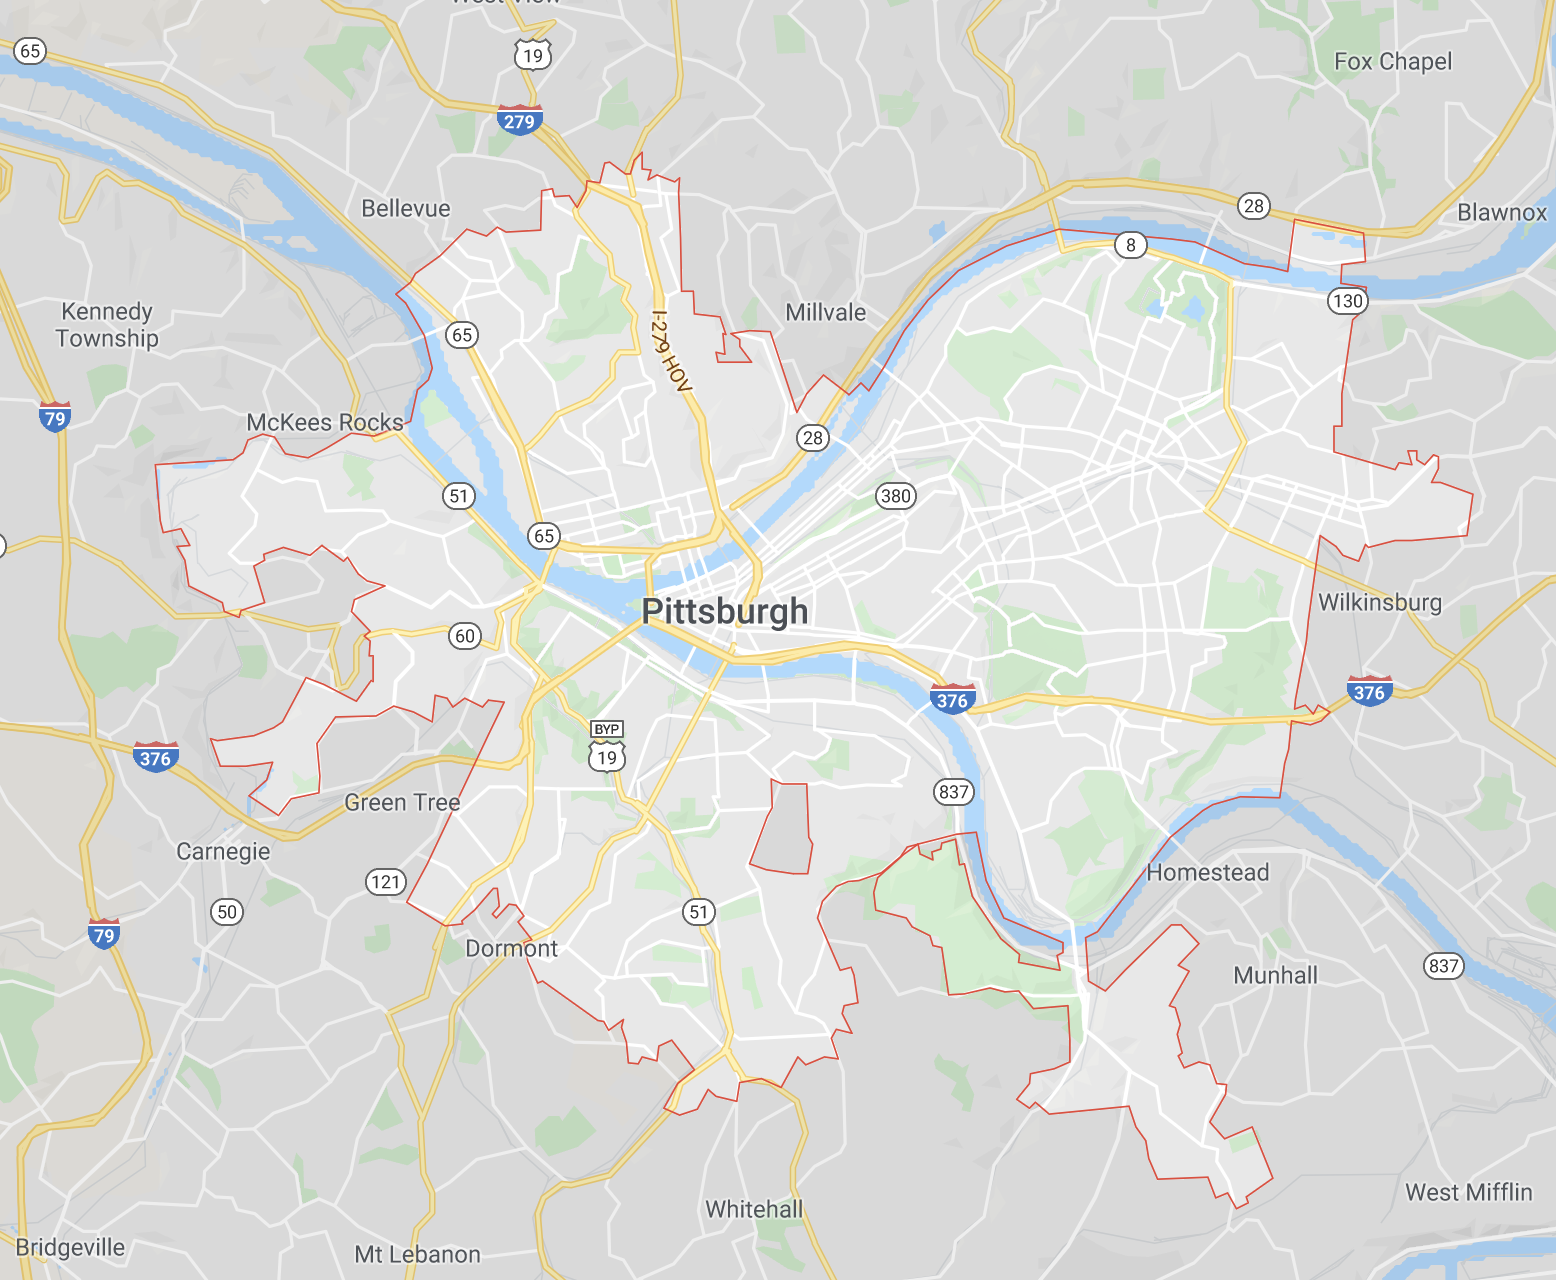 West View
65
19
Fox Chapel
279
Bellevue
28
Blawnox
8
Kennedy
Township
130
Millvale
65
I-279 HOV
79
McKees Rocks
28
51
380
65
Pittsburgh
Wilkinsburg
60
376
376
BYP
19
376
837
Green Tree
Carnegie
121
Homestead
50
51
79
Dormont
837
Munhall
West Mifflin
Whitehall
Bridgeville
Mt Lebanon